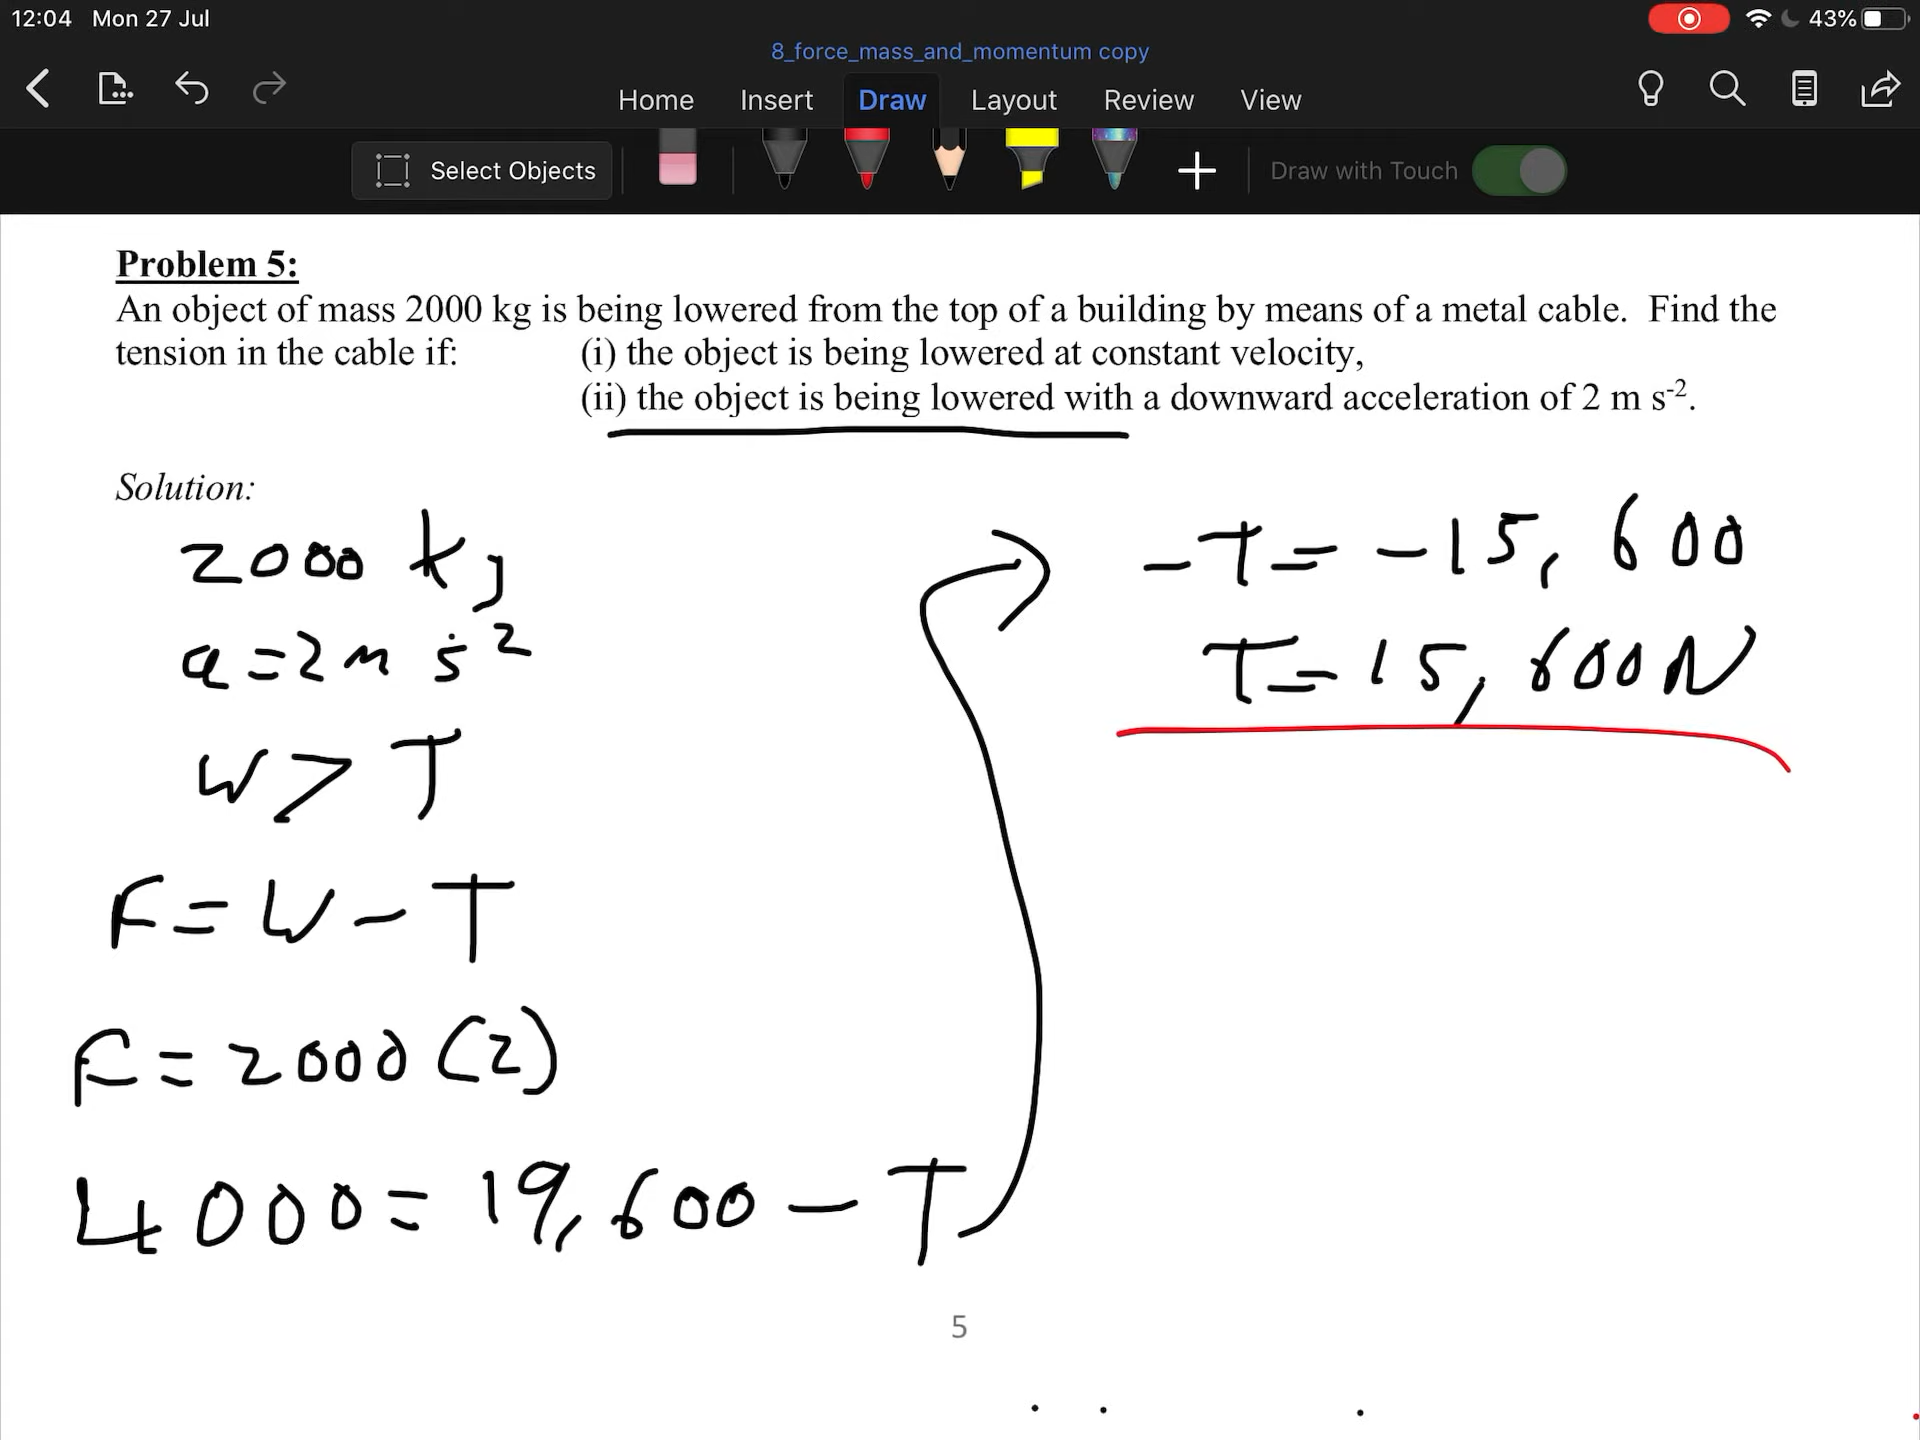 12:04 Mon 27 Jul
43%
8_force_mass_and_momentum copy
Home Insert Draw Layout Review View
Select Objects
Draw with Touch
Problem 5:
An object of mass 2000 kg is being lowered from the top of a building by means of a metal cable. Find the
tension in the cable if: (i) the object is being lowered at constant velocity,
(ii) the object is being lowered with a downward acceleration of 2 m s⁻².
Solution:
2000 kg
a = 2 m s⁻²
W > T
F = W - T
F = 2000 (2)
4000 = 19,600 - T
-T = -15,600
T = 15,600 N
5